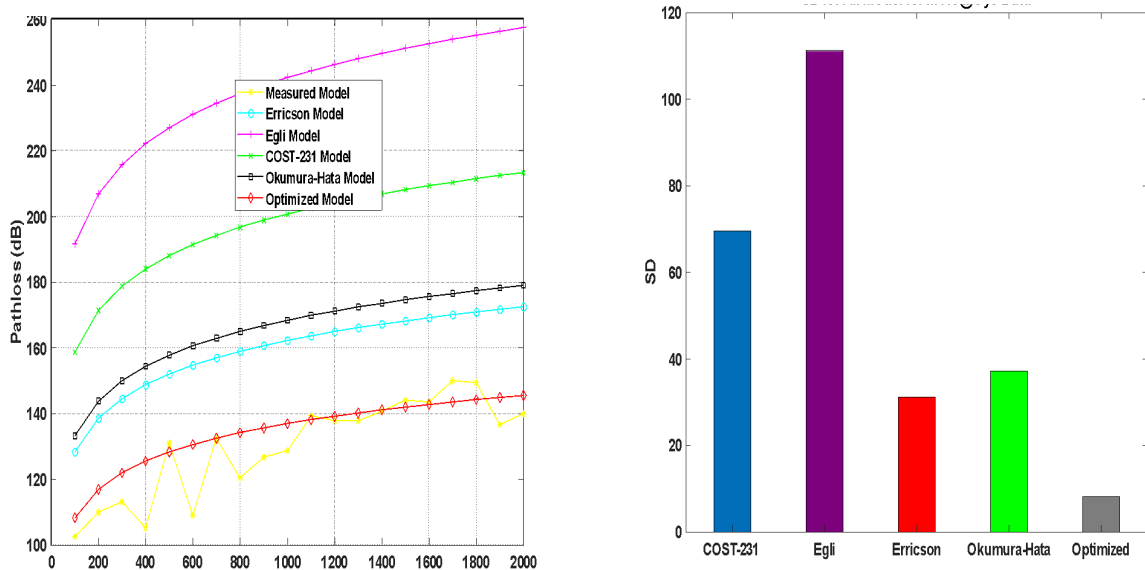 260
240
220
200
180
160
140
120
100
Pathloss (dB)
Measured Model
Erricson Model
Egli Model
COST-231 Model
Okumura-Hata Model
Optimized Model
0 200 400 600 800 1000 1200 1400 1600 1800 2000
120
100
80
60
40
20
0
SD
COST-231 Egli Erricson Okumura-Hata Optimized